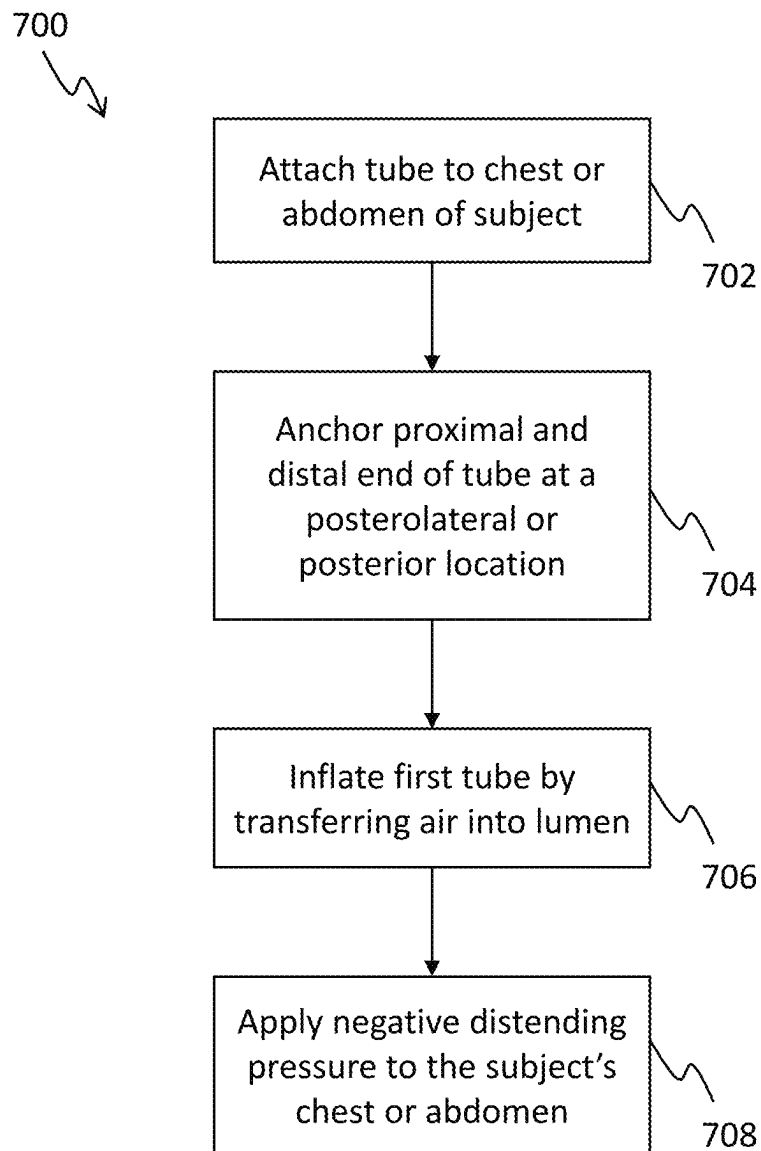 700
Attach tube to chest or
abdomen of subject
702
Anchor proximal and
distal end of tube at a
posterolateral or
posterior location
704
Inflate first tube by
transferring air into lumen
706
Apply negative distending
pressure to the subject's
chest or abdomen
708